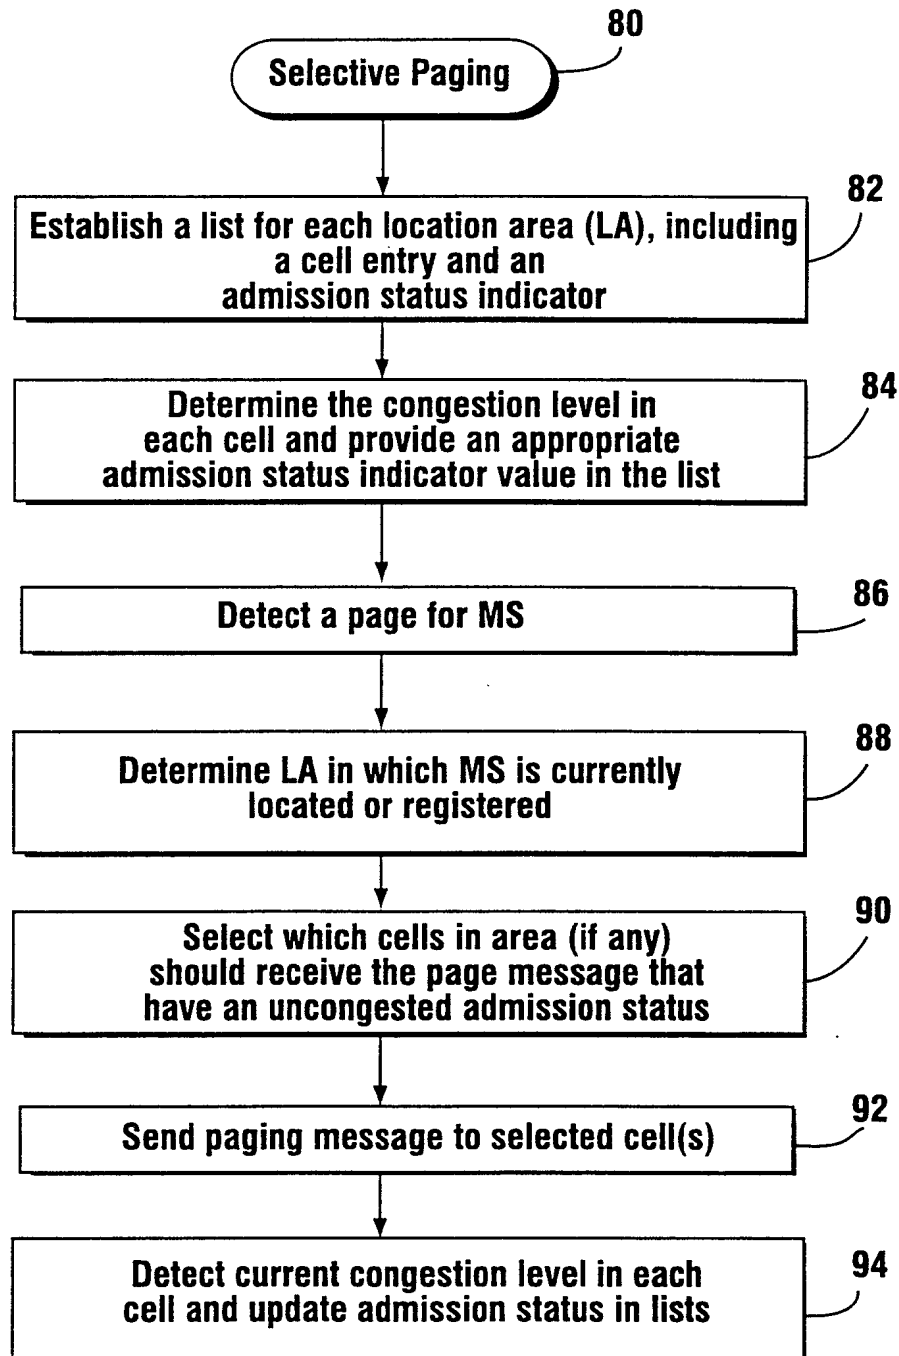 80
Selective Paging
82
Establish a list for each location area (LA), including
a cell entry and an
admission status indicator
84
Determine the congestion level in
each cell and provide an appropriate
admission status indicator value in the list
86
Detect a page for MS
88
Determine LA in which MS is currently
located or registered
90
Select which cells in area (if any)
should receive the page message that
have an uncongested admission status
92
Send paging message to selected cell(s)
94
Detect current congestion level in each
cell and update admission status in lists